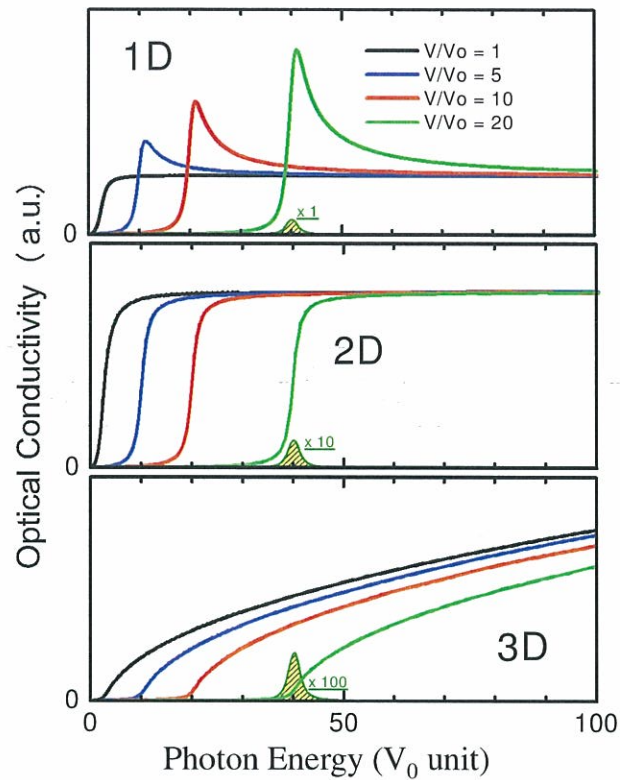 1D
V/Vo = 1
V/Vo = 5
V/Vo = 10
V/Vo = 20
x 1
0
2D
x 10
0
3D
x 100
0
0
50
100
Optical Conductivity ( a.u.)
Photon Energy (V₀ unit)